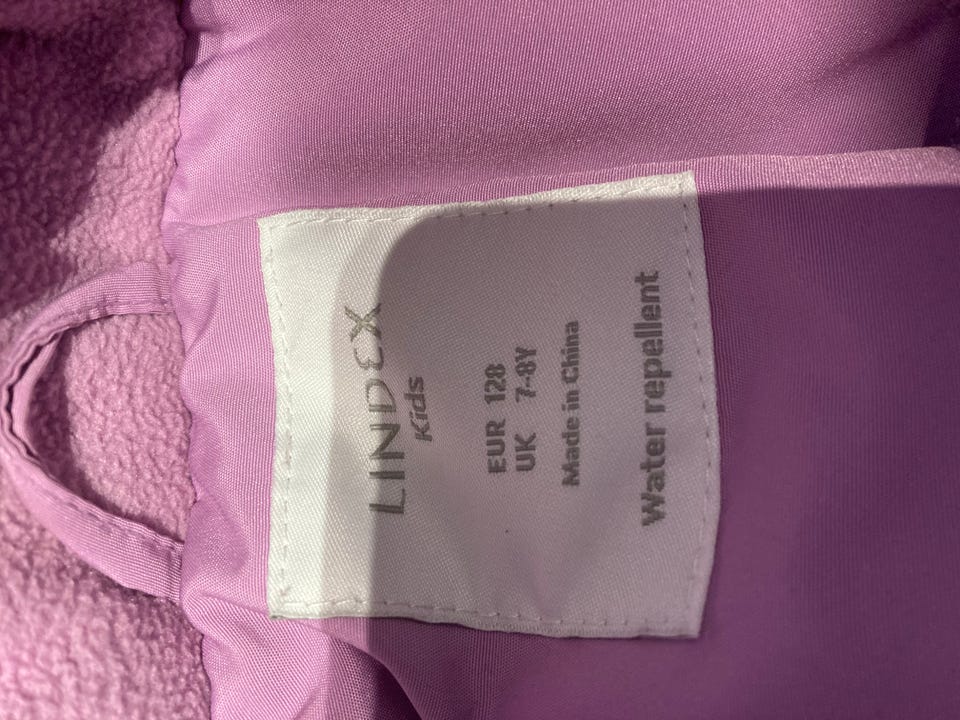 LINDEX
Kids
EUR 128
UK 7-8Y
Made in China
Water repellent